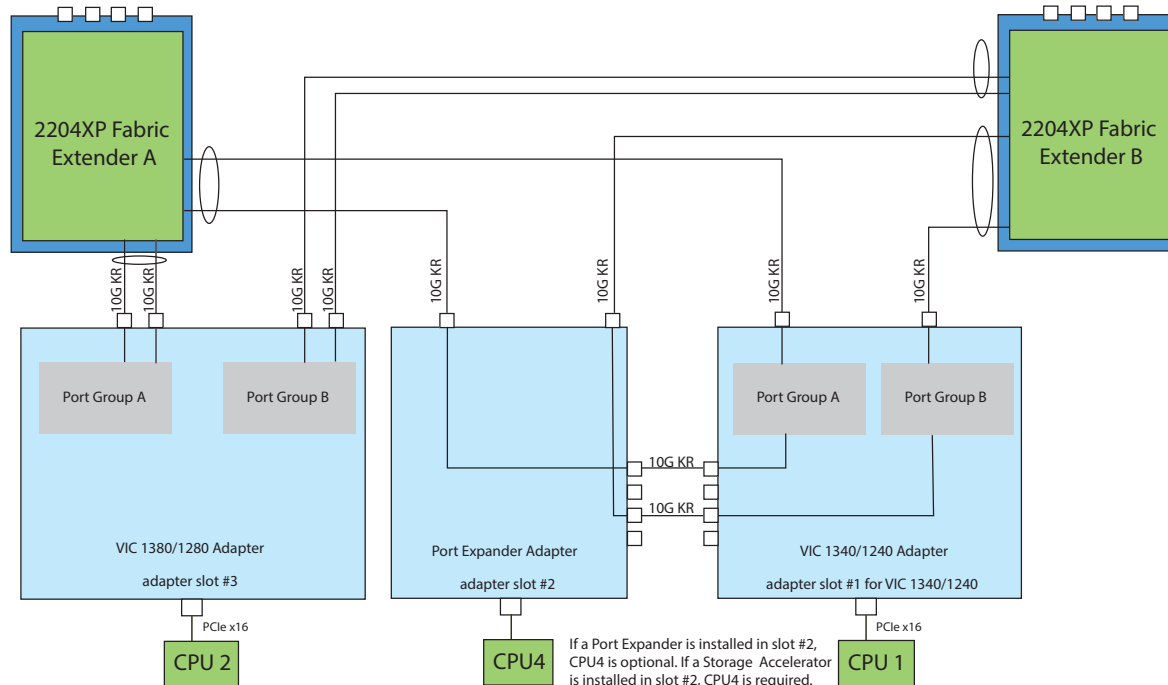 2204XP Fabric
Extender A
2204XP Fabric
Extender B
10G KR
10G KR
10G KR
10G KR
10G KR
10G KR
10G KR
10G KR
Port Group A
Port Group B
Port Group A
Port Group B
10G KR
10G KR
VIC 1380/1280 Adapter
adapter slot #3
Port Expander Adapter
adapter slot #2
VIC 1340/1240 Adapter
adapter slot #1 for VIC 1340/1240
PCIe x16
PCIe x16
CPU 2
CPU4
If a Port Expander is installed in slot #2,
CPU4 is optional. If a Storage Accelerator
is installed in slot #2, CPU4 is required.
CPU 1